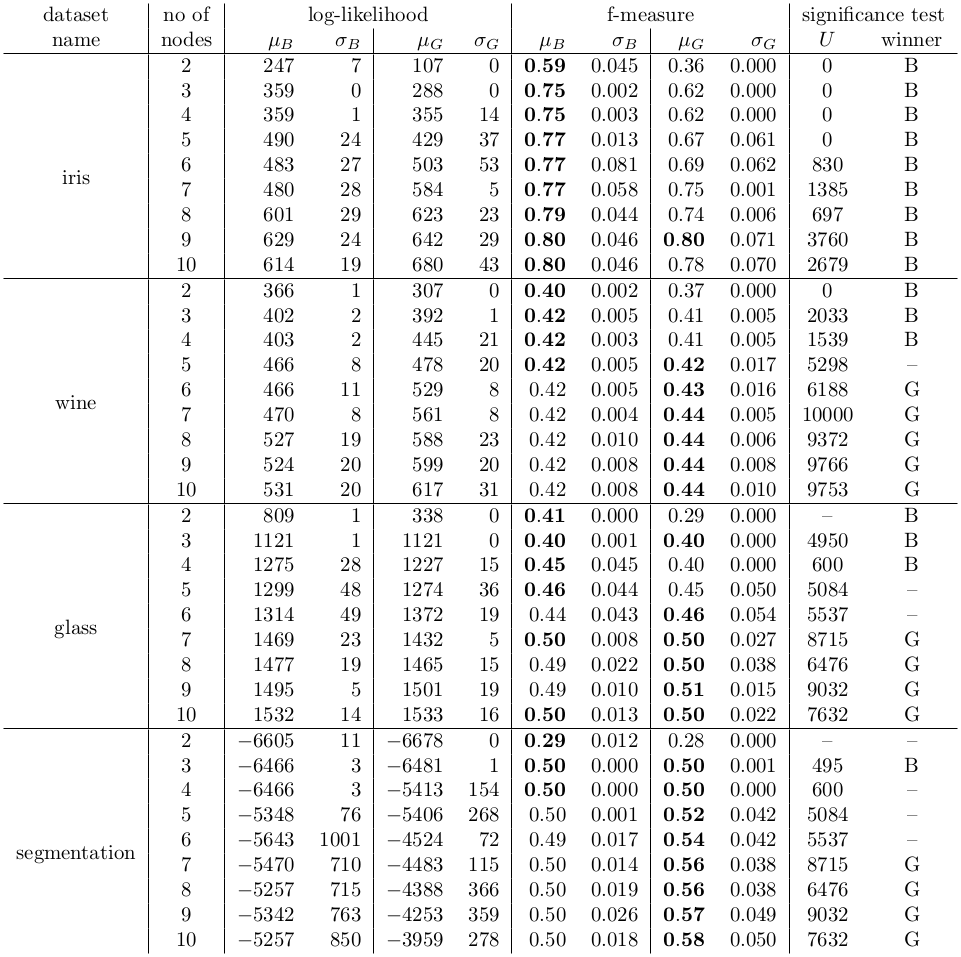 dataset no of log-likelihood f-measure significance test
name nodes μB σB μG σG μB σB μG σG U winner
2 247 7 107 0 0.59 0.045 0.36 0.000 0 B
3 359 0 288 0 0.75 0.002 0.62 0.000 0 B
4 359 1 355 14 0.75 0.003 0.62 0.000 0 B
5 490 24 429 37 0.77 0.013 0.67 0.061 0 B
6 483 27 503 53 0.77 0.081 0.69 0.062 830 B
iris
7 480 28 584 5 0.77 0.058 0.75 0.001 1385 B
8 601 29 623 23 0.79 0.044 0.74 0.006 697 B
9 629 24 642 29 0.80 0.046 0.80 0.071 3760 B
10 614 19 680 43 0.80 0.046 0.78 0.070 2679 B
2 366 1 307 0 0.40 0.002 0.37 0.000 0 B
3 402 2 392 1 0.42 0.005 0.41 0.005 2033 B
4 403 2 445 21 0.42 0.003 0.41 0.005 1539 B
5 466 8 478 20 0.42 0.005 0.42 0.017 5298 –
6 466 11 529 8 0.42 0.005 0.43 0.016 6188 G
wine
7 470 8 561 8 0.42 0.004 0.44 0.005 10000 G
8 527 19 588 23 0.42 0.010 0.44 0.006 9372 G
9 524 20 599 20 0.42 0.008 0.44 0.008 9766 G
10 531 20 617 31 0.42 0.008 0.44 0.010 9753 G
2 809 1 338 0 0.41 0.000 0.29 0.000 – B
3 1121 1 1121 0 0.40 0.001 0.40 0.000 4950 B
4 1275 28 1227 15 0.45 0.045 0.40 0.000 600 B
5 1299 48 1274 36 0.46 0.044 0.45 0.050 5084 –
6 1314 49 1372 19 0.44 0.043 0.46 0.054 5537 –
glass
7 1469 23 1432 5 0.50 0.008 0.50 0.027 8715 G
8 1477 19 1465 15 0.49 0.022 0.50 0.038 6476 G
9 1495 5 1501 19 0.49 0.010 0.51 0.015 9032 G
10 1532 14 1533 16 0.50 0.013 0.50 0.022 7632 G
2 −6605 11 −6678 0 0.29 0.012 0.28 0.000 – –
3 −6466 3 −6481 1 0.50 0.000 0.50 0.001 495 B
4 −6466 3 −5413 154 0.50 0.000 0.50 0.000 600 –
5 −5348 76 −5406 268 0.50 0.001 0.52 0.042 5084 –
6 −5643 1001 −4524 72 0.49 0.017 0.54 0.042 5537 –
segmentation
7 −5470 710 −4483 115 0.50 0.014 0.56 0.038 8715 G
8 −5257 715 −4388 366 0.50 0.019 0.56 0.038 6476 G
9 −5342 763 −4253 359 0.50 0.026 0.57 0.049 9032 G
10 −5257 850 −3959 278 0.50 0.018 0.58 0.050 7632 G